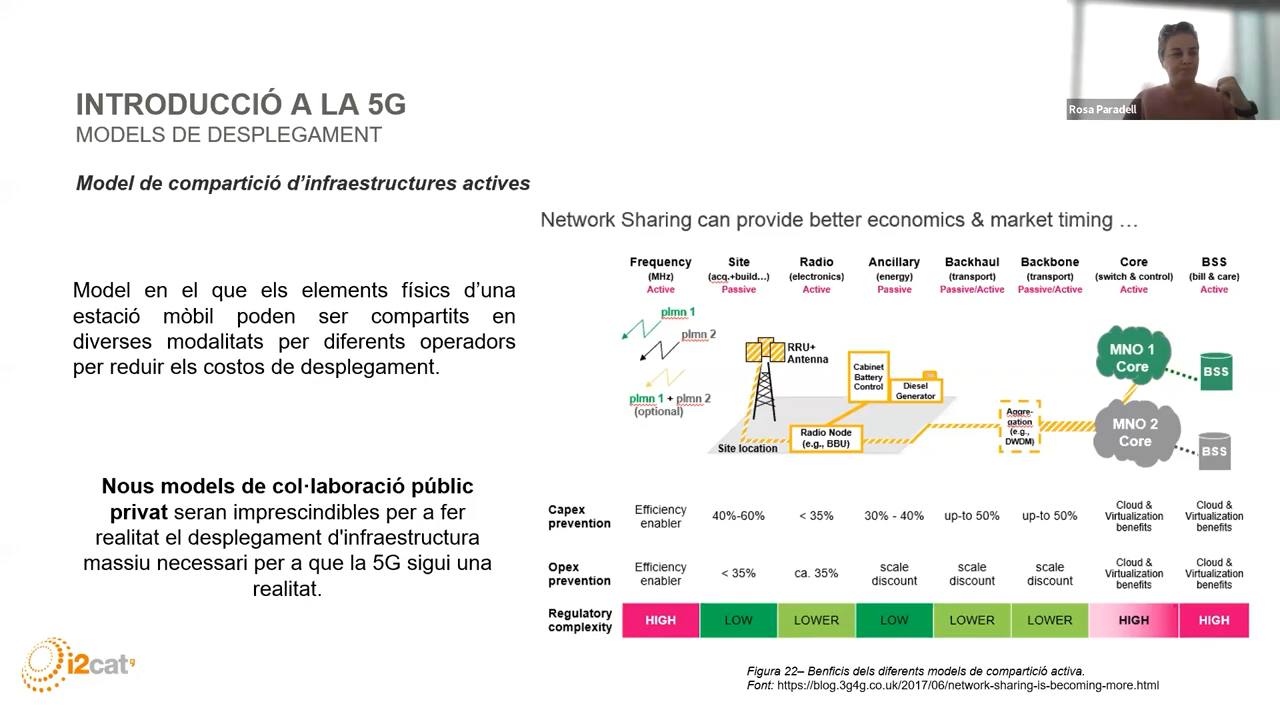 Rosa Paradell
INTRODUCCIÓ A LA 5G
MODELS DE DESPLEGAMENT
Model de compartició d’infraestructures actives
Model en el que els elements físics d’una
estació mòbil poden ser compartits en
diverses modalitats per diferents operadors
per reduir els costos de desplegament.
Nous models de col·laboració públic
privat seran imprescindibles per a fer
realitat el desplegament d'infraestructura
massiu necessari per a que la 5G sigui una
realitat.
i2cat9
Network Sharing can provide better economics & market timing …
Frequency Site Radio Ancillary Backhaul Backbone Core BSS
(MHz) (acq.+build…) (electronics) (energy) (transport) (transport) (switch & control) (bill & care)
Active Passive Active Passive Passive/Active Passive/Active Active Active
plmn 1
plmn 2
plmn 1 + plmn 2
(optional)
RRU+
Antenna
Cabinet
Battery
Control
Diesel
Generator
Radio Node
(e.g., BBU)
Site location
Aggre-
gation
(e.g.,
DWDM)
MNO 1
Core
BSS
MNO 2
Core
BSS
Capex
prevention
Efficiency
enabler
40%-60%
< 35%
30% - 40%
up-to 50%
up-to 50%
Cloud &
Virtualization
benefits
Cloud &
Virtualization
benefits
Opex
prevention
Efficiency
enabler
< 35%
ca. 35%
scale
discount
scale
discount
scale
discount
Cloud &
Virtualization
benefits
Cloud &
Virtualization
benefits
Regulatory
complexity
HIGH LOW LOWER LOW LOWER LOWER HIGH HIGH
Figura 22– Benficis dels diferents models de compartició activa.
Font: https://blog.3g4g.co.uk/2017/06/network-sharing-is-becoming-more.html